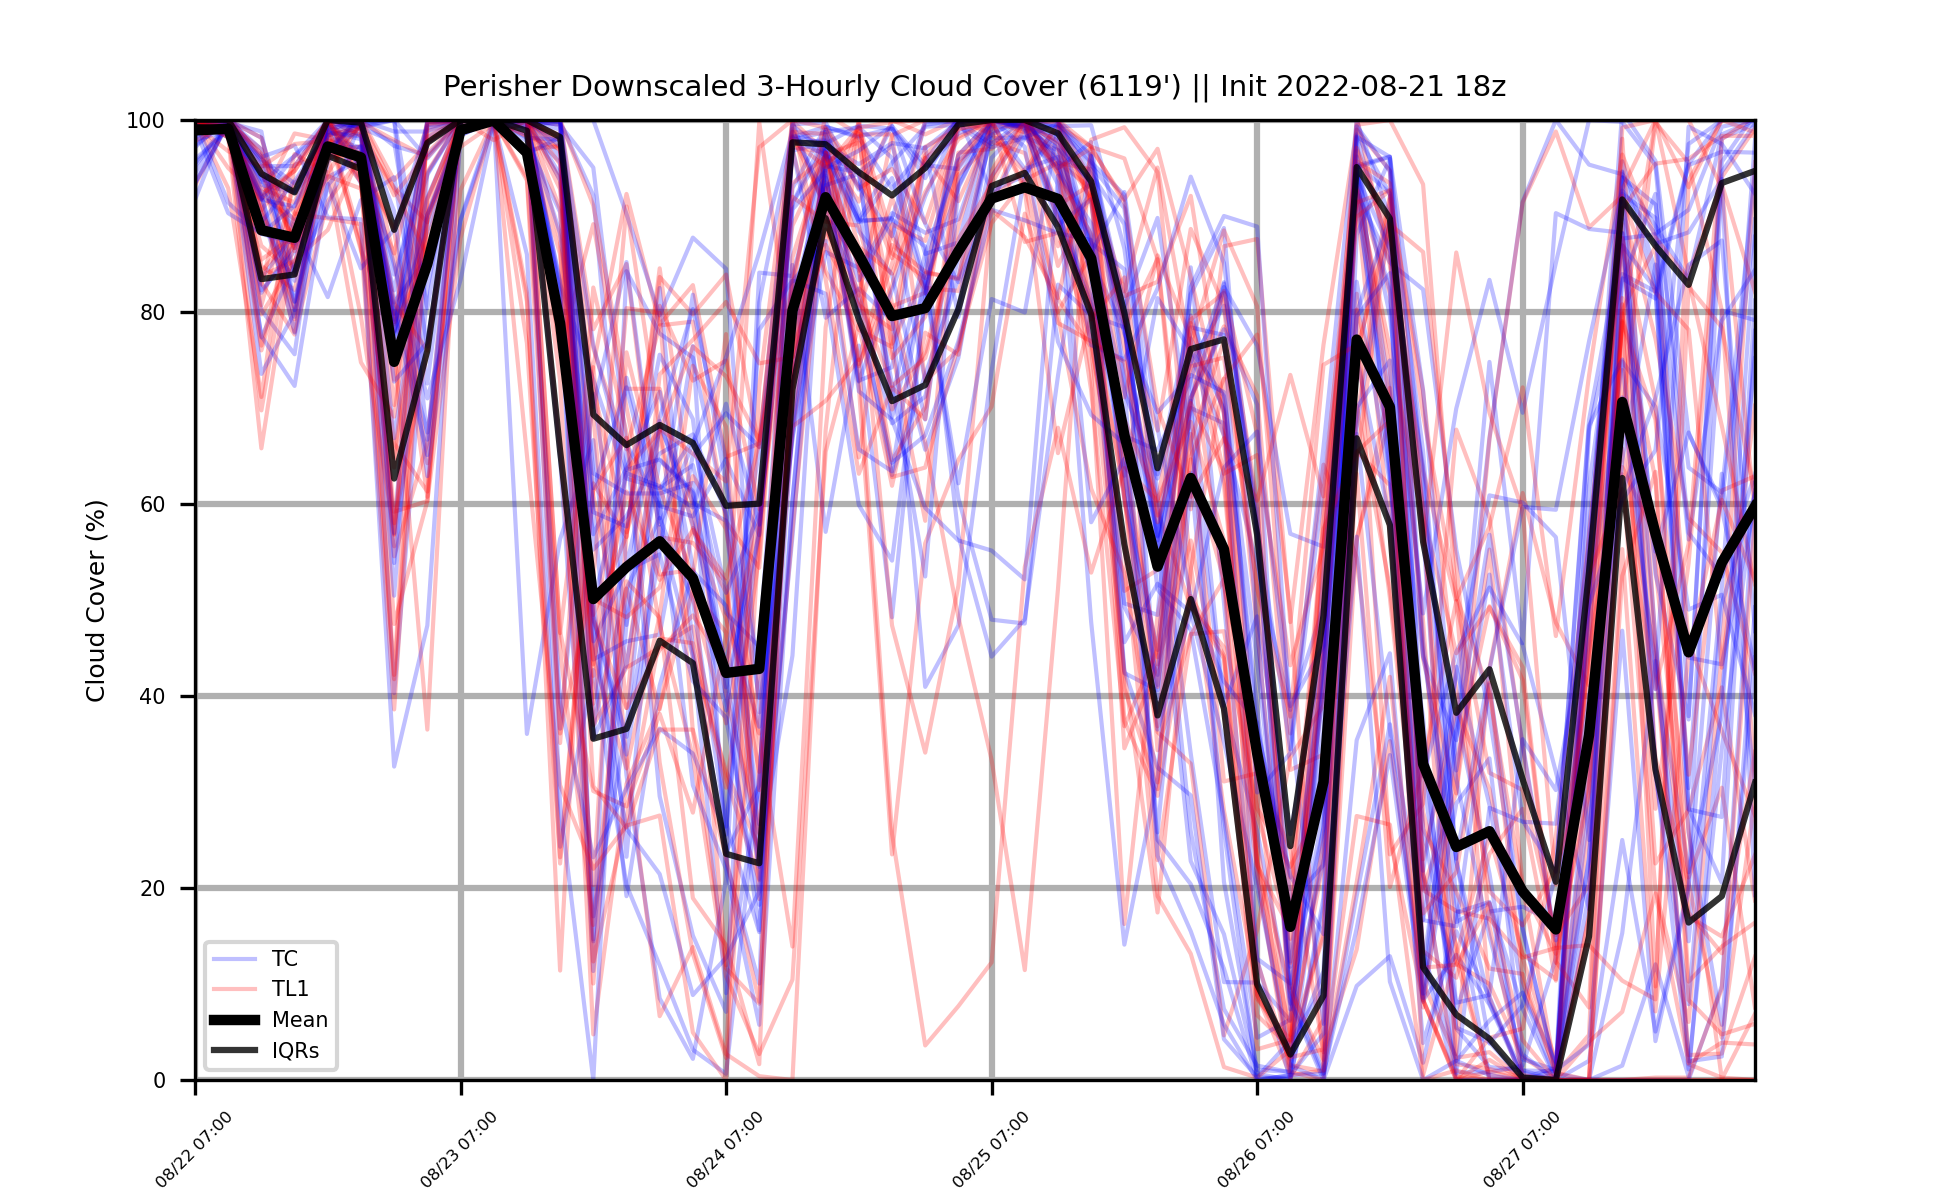 Perisher Downscaled 3-Hourly Cloud Cover (6119') || Init 2022-08-21 18z
100
80
60
40
20
0
Cloud Cover (%)
TC
TL1
Mean
IQRs
08/22 07:00
08/23 07:00
08/24 07:00
08/25 07:00
08/26 07:00
08/27 07:00